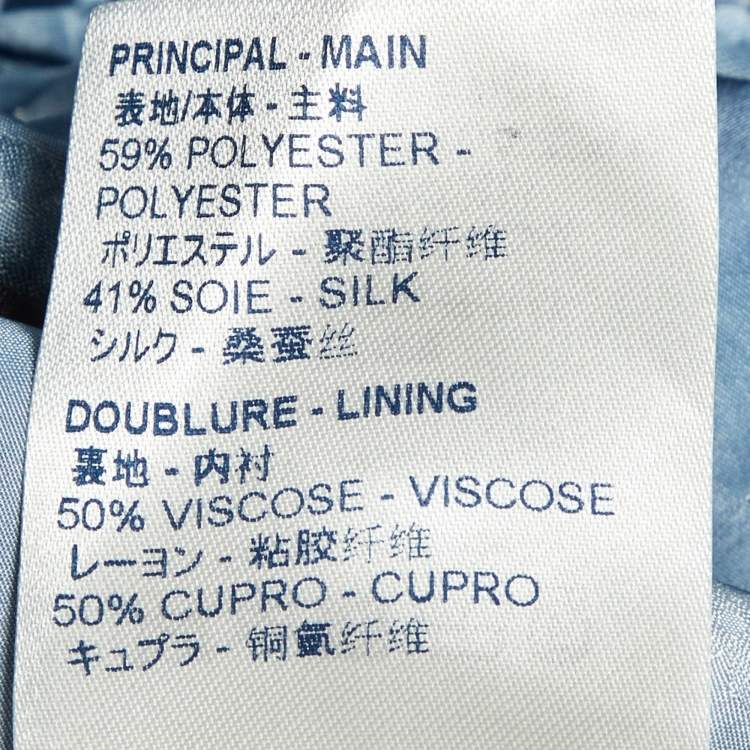 PRINCIPAL - MAIN
表地/本体 - 主料
59% POLYESTER -
POLYESTER
ポリエステル - 聚酯纤维
41% SOIE - SILK
シルク - 桑蚕丝
DOUBLURE - LINING
裏地 - 内衬
50% VISCOSE - VISCOSE
レーヨン - 粘胶纤维
50% CUPRO - CUPRO
キュプラ - 铜氨纤维